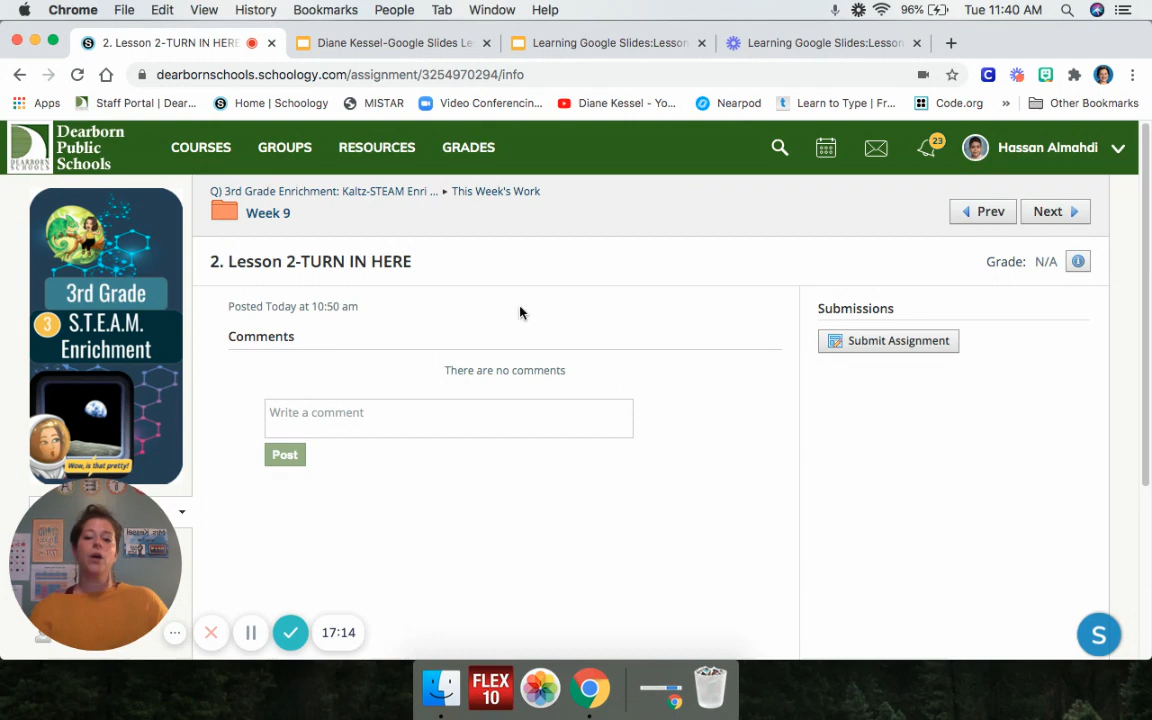 Chrome File Edit View History Bookmarks People Tab Window Help 96% Tue 11:40 AM
2. Lesson 2-TURN IN HERE Diane Kessel-Google Slides Le Learning Google Slides:Lesson Learning Google Slides:Lesson
dearbornschools.schoology.com/assignment/3254970294/info
Apps Staff Portal | Dear... Home | Schoology MISTAR Video Conferencin... Diane Kessel - Yo... Nearpod Learn to Type | Fr... Code.org » Other Bookmarks
Dearborn
Public
Schools
COURSES GROUPS RESOURCES GRADES 23 Hassan Almahdi
Q) 3rd Grade Enrichment: Kaltz-STEAM Enri ... ▸ This Week's Work
Week 9
Prev Next
2. Lesson 2-TURN IN HERE
Grade: N/A
3rd Grade
3 S.T.E.A.M.
Enrichment
Wow, is that pretty!
Posted Today at 10:50 am
Comments
There are no comments
Write a comment
Post
Submissions
Submit Assignment
17:14
S
FLEX
10